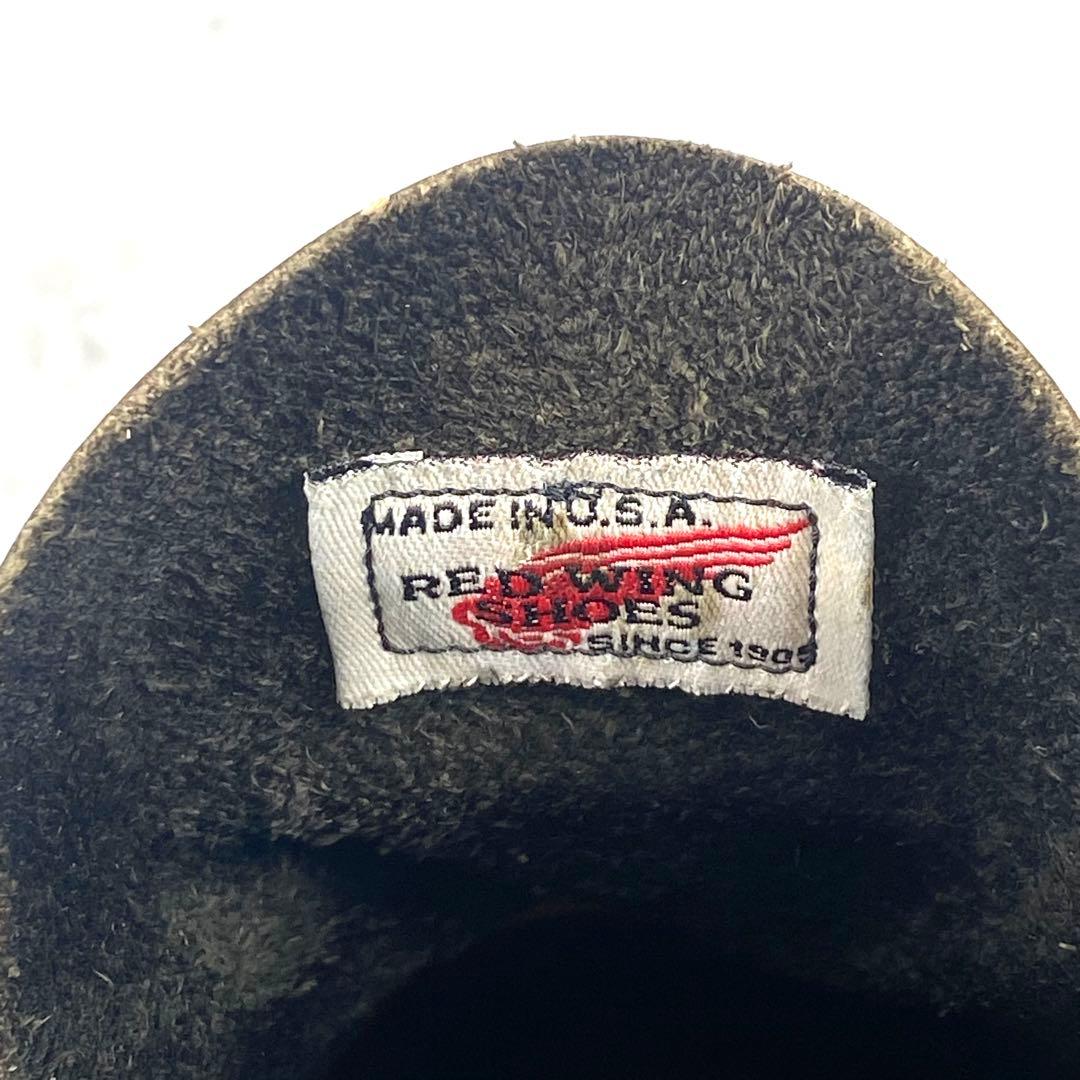 MADE IN U.S.A.
RED WING
SHOES
SINCE 1905